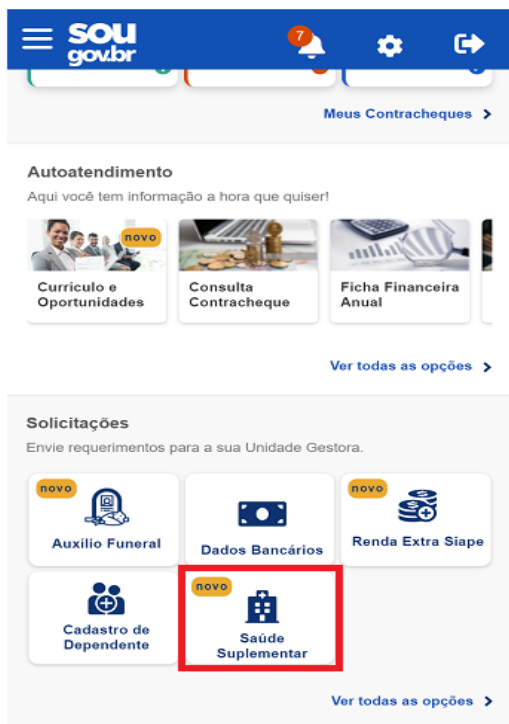 sou
gov.br
7
Meus Contracheques
Autoatendimento
Aqui você tem informação a hora que quiser!
novo
Currículo e
Oportunidades
Consulta
Contracheque
Ficha Financeira
Anual
Ver todas as opções
Solicitações
Envie requerimentos para a sua Unidade Gestora.
novo
Auxílio Funeral
Dados Bancários
novo
Renda Extra Siape
Cadastro de
Dependente
novo
Saúde
Suplementar
Ver todas as opções